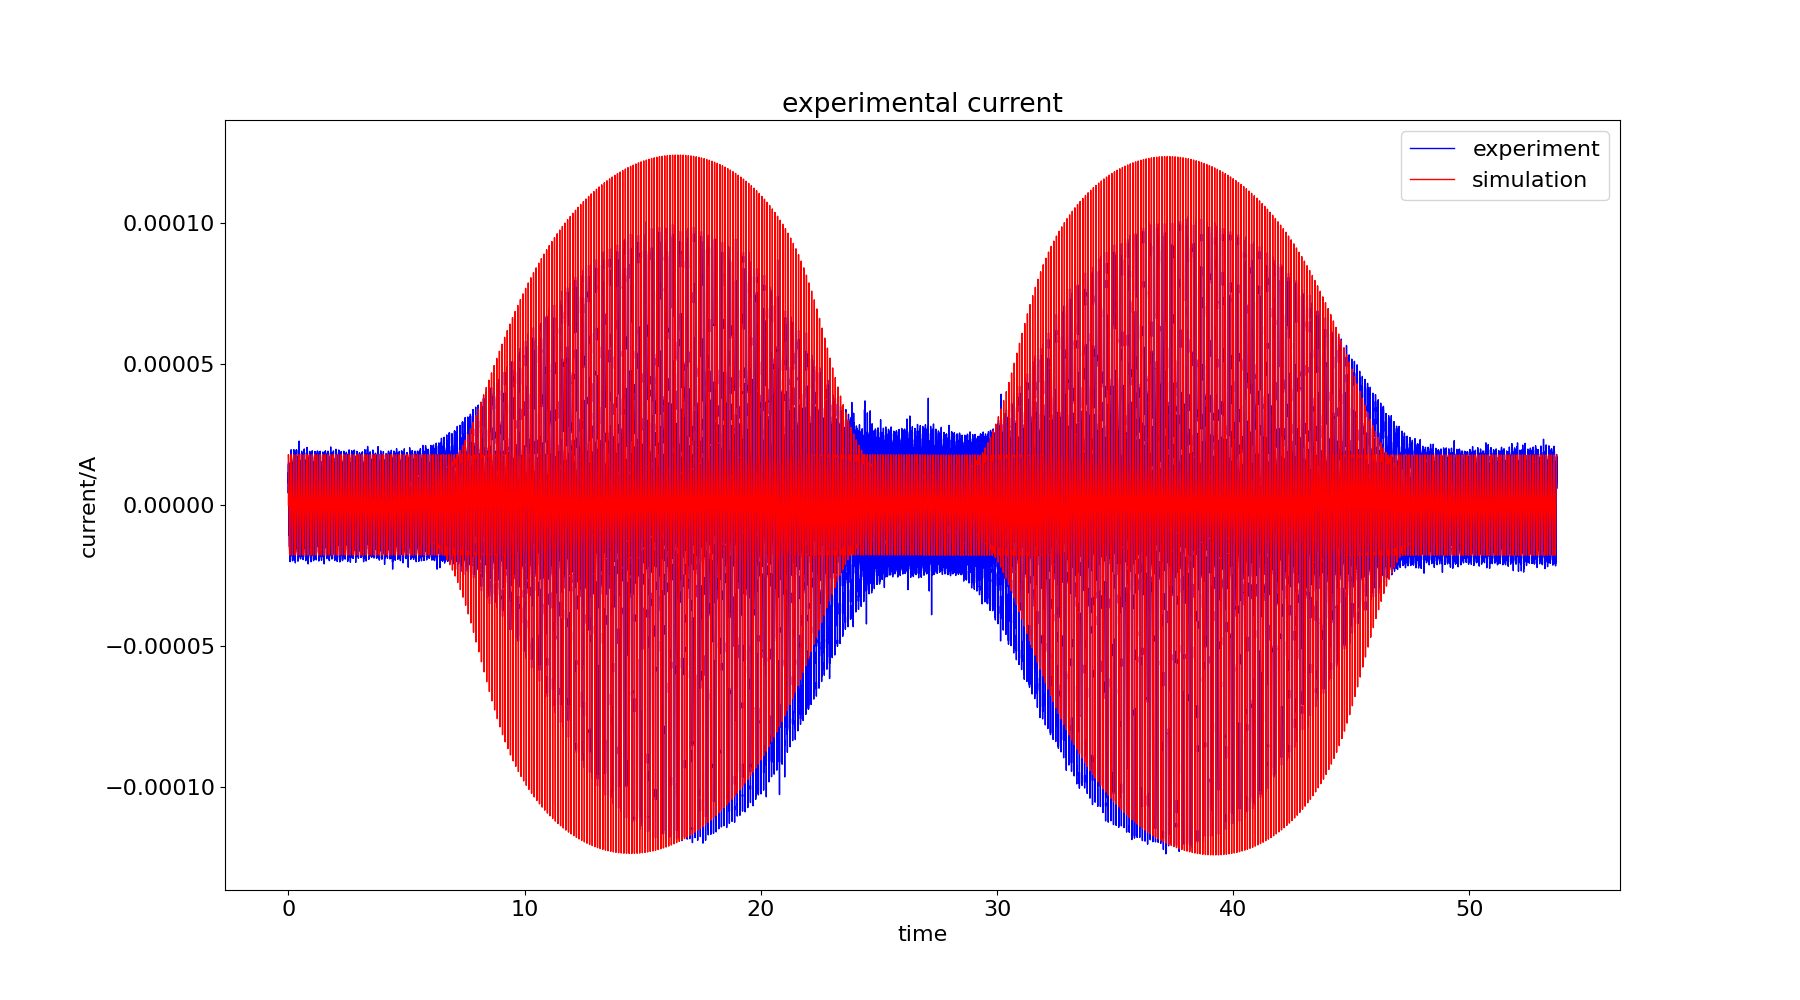 experimental current
experiment
simulation
0.00010
0.00005
0.00000
−0.00005
−0.00010
current/A
0 10 20 30 40 50
time